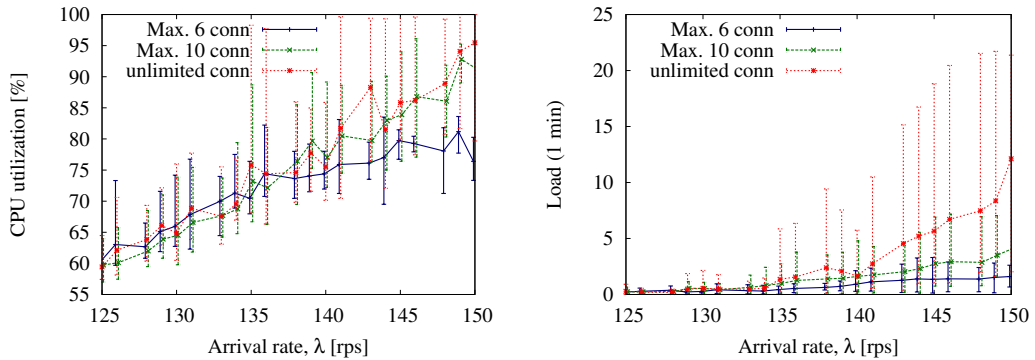 CPU utilization [%]
100
95
90
85
80
75
70
65
60
55
Max. 6 conn
Max. 10 conn
unlimited conn
125 130 135 140 145 150
Arrival rate, λ [rps]
Load (1 min)
25
20
15
10
5
0
Max. 6 conn
Max. 10 conn
unlimited conn
125 130 135 140 145 150
Arrival rate, λ [rps]